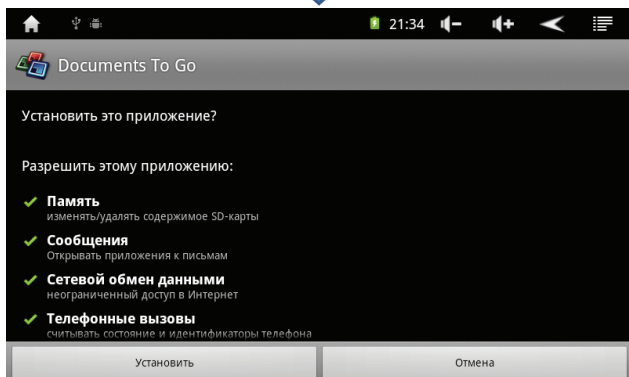 21:34
Documents To Go
Установить это приложение?
Разрешить этому приложению:
Память
изменять/удалять содержимое SD-карты
Сообщения
Открывать приложения к письмам
Сетевой обмен данными
неограниченный доступ в Интернет
Телефонные вызовы
считывать состояние и идентификаторы телефона
Установить
Отмена